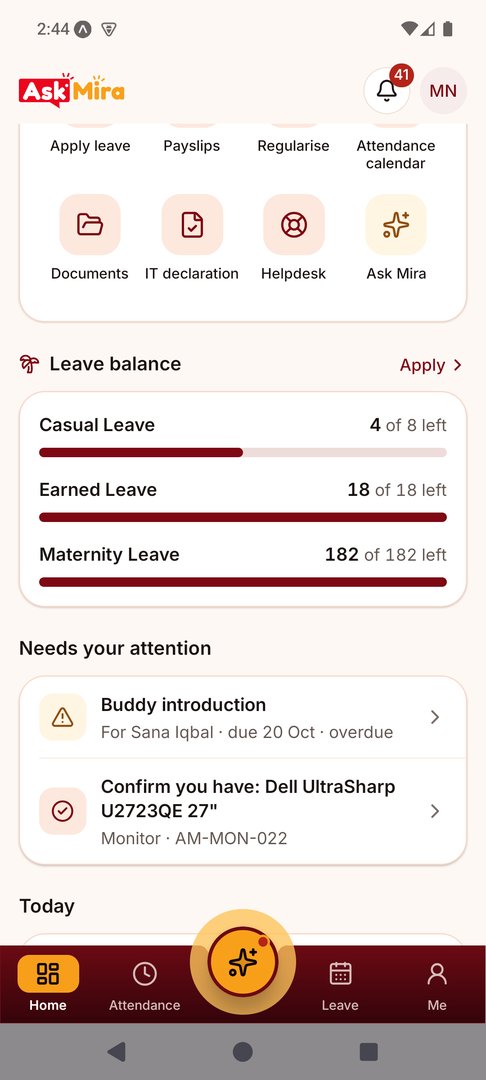 2:44
Ask Mira
41
MN
Apply leave
Payslips
Regularise
Attendance
calendar
Documents
IT declaration
Helpdesk
Ask Mira
Leave balance
Apply
Casual Leave
4 of 8 left
Earned Leave
18 of 18 left
Maternity Leave
182 of 182 left
Needs your attention
Buddy introduction
For Sana Iqbal · due 20 Oct · overdue
Confirm you have: Dell UltraSharp
U2723QE 27"
Monitor · AM-MON-022
Today
Home
Attendance
Leave
Me